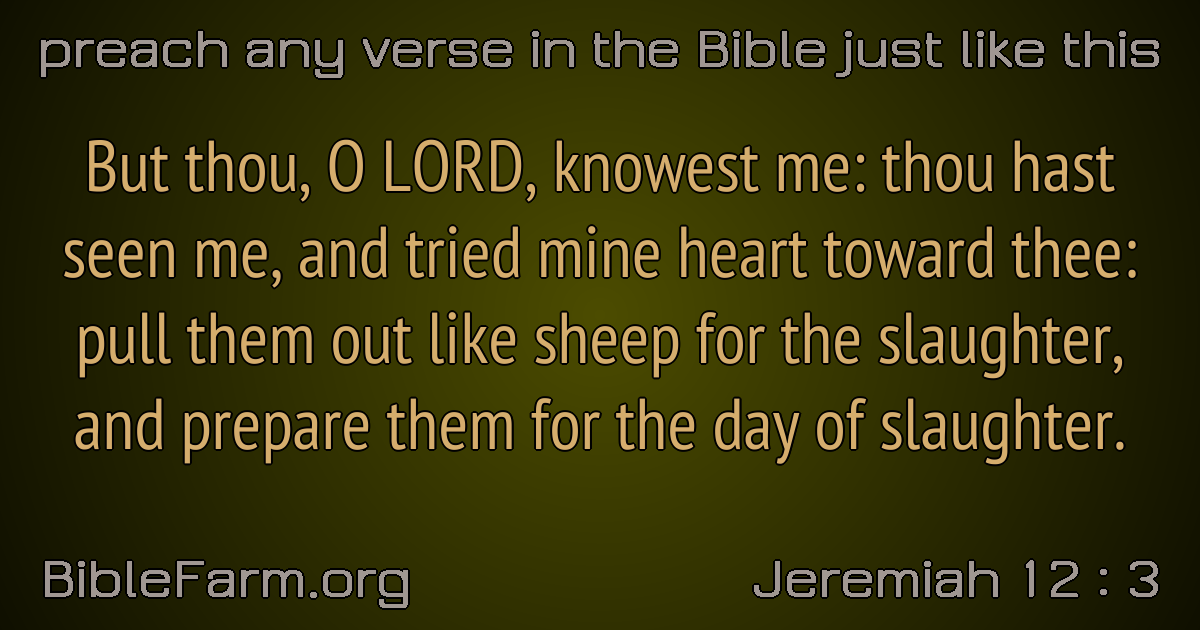 preach any verse in the Bible just like this
But thou, O LORD, knowest me: thou hast
seen me, and tried mine heart toward thee:
pull them out like sheep for the slaughter,
and prepare them for the day of slaughter.
BibleFarm.org
Jeremiah 12 : 3